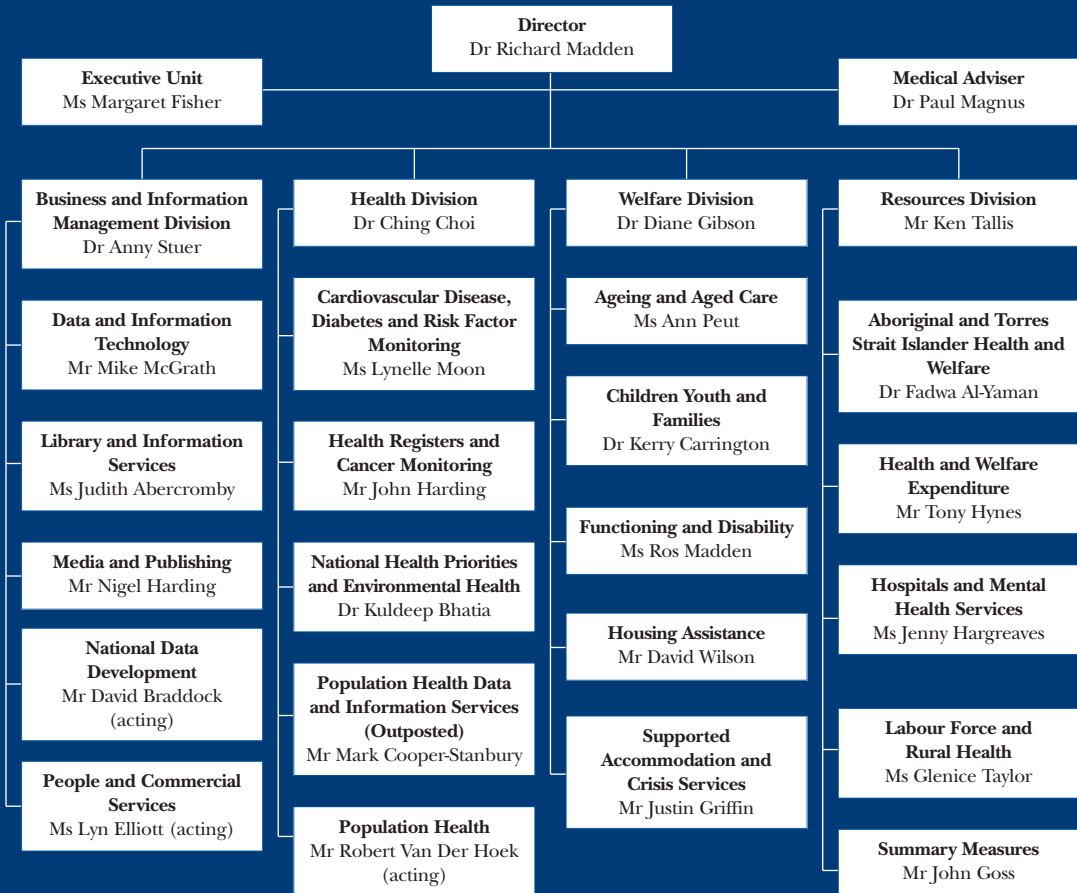 Director
Dr Richard Madden
Executive Unit
Ms Margaret Fisher
Medical Adviser
Dr Paul Magnus
Business and Information
Management Division
Dr Anny Stuer
Data and Information
Technology
Mr Mike McGrath
Library and Information
Services
Ms Judith Abercromby
Media and Publishing
Mr Nigel Harding
National Data
Development
Mr David Braddock
(acting)
People and Commercial
Services
Ms Lyn Elliott (acting)
Health Division
Dr Ching Choi
Cardiovascular Disease,
Diabetes and Risk Factor
Monitoring
Ms Lynelle Moon
Health Registers and
Cancer Monitoring
Mr John Harding
National Health Priorities
and Environmental Health
Dr Kuldeep Bhatia
Population Health Data
and Information Services
(Outposted)
Mr Mark Cooper-Stanbury
Population Health
Mr Robert Van Der Hoek
(acting)
Welfare Division
Dr Diane Gibson
Ageing and Aged Care
Ms Ann Peut
Children Youth and
Families
Dr Kerry Carrington
Functioning and Disability
Ms Ros Madden
Housing Assistance
Mr David Wilson
Supported
Accommodation and
Crisis Services
Mr Justin Griffin
Resources Division
Mr Ken Tallis
Aboriginal and Torres
Strait Islander Health and
Welfare
Dr Fadwa Al-Yaman
Health and Welfare
Expenditure
Mr Tony Hynes
Hospitals and Mental
Health Services
Ms Jenny Hargreaves
Labour Force and
Rural Health
Ms Glenice Taylor
Summary Measures
Mr John Goss